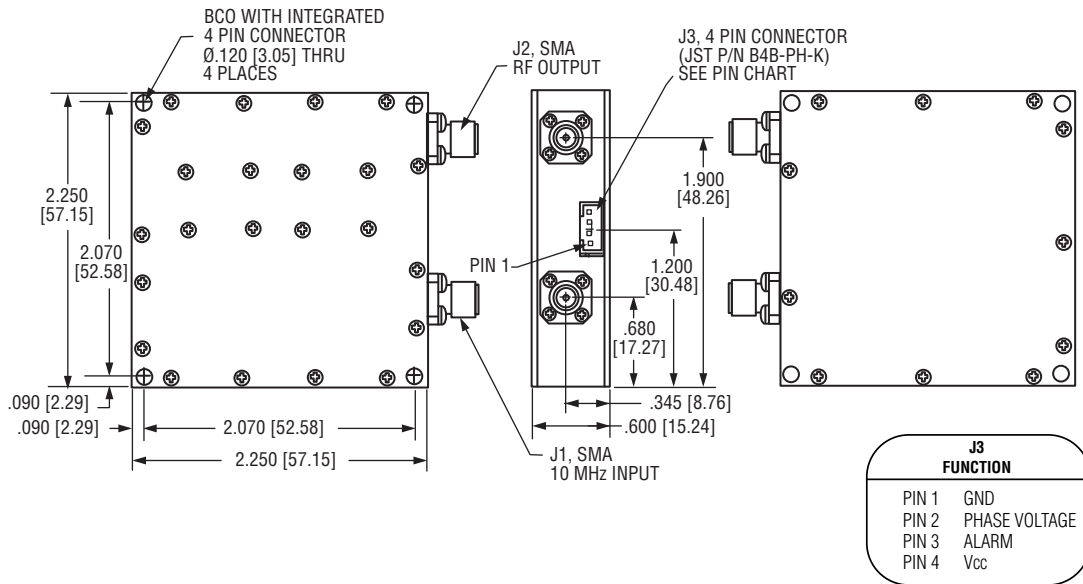 BCO WITH INTEGRATED
4 PIN CONNECTOR
Ø.120 [3.05] THRU
4 PLACES
J2, SMA
RF OUTPUT
J3, 4 PIN CONNECTOR
(JST P/N B4B-PH-K)
SEE PIN CHART
2.250
[57.15]
2.070
[52.58]
.090 [2.29]
.090 [2.29]
2.070 [52.58]
2.250 [57.15]
PIN 1
1.900
[48.26]
1.200
[30.48]
.680
[17.27]
.345 [8.76]
.600 [15.24]
J1, SMA
10 MHz INPUT
J3
FUNCTION
PIN 1 GND
PIN 2 PHASE VOLTAGE
PIN 3 ALARM
PIN 4 Vcc